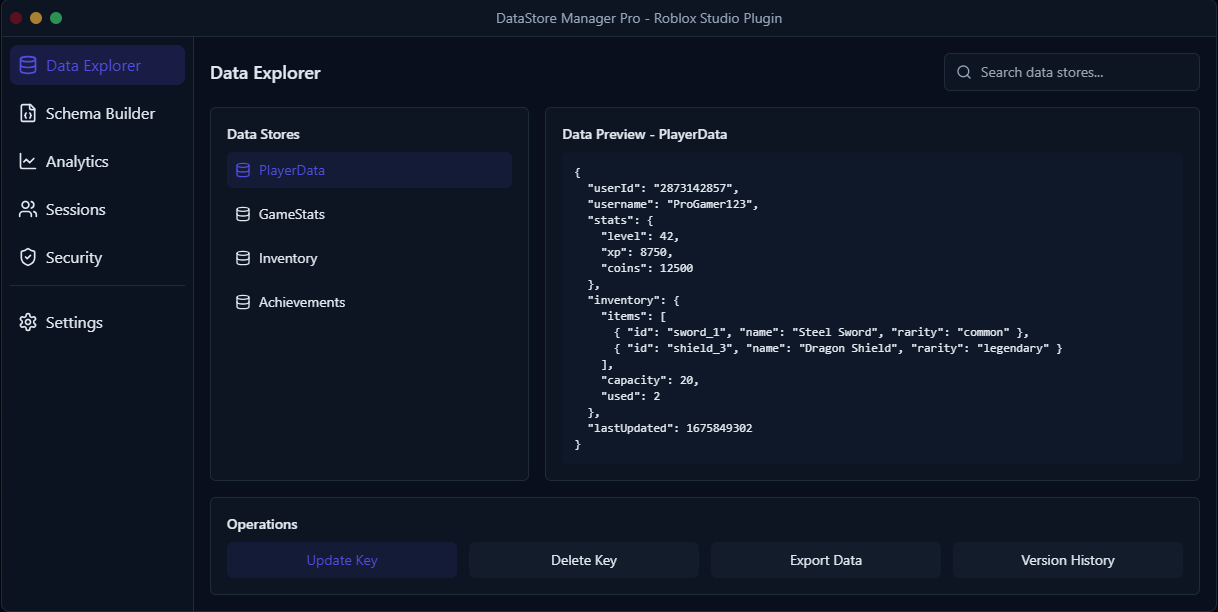 DataStore Manager Pro - Roblox Studio Plugin
Data Explorer
Schema Builder
Analytics
Sessions
Security
Settings
Data Explorer
Search data stores...
Data Stores
PlayerData
GameStats
Inventory
Achievements
Data Preview - PlayerData
{
  "userId": "2873142857",
  "username": "ProGamer123",
  "stats": {
    "level": 42,
    "xp": 8750,
    "coins": 12500
  },
  "inventory": {
    "items": [
      { "id": "sword_1", "name": "Steel Sword", "rarity": "common" },
      { "id": "shield_3", "name": "Dragon Shield", "rarity": "legendary" }
    ],
    "capacity": 20,
    "used": 2
  },
  "lastUpdated": 1675849302
}
Operations
Update Key
Delete Key
Export Data
Version History